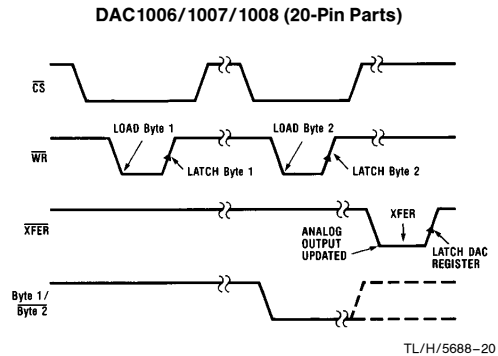 DAC1006/1007/1008 (20-Pin Parts)
CS
LOAD Byte 1
LOAD Byte 2
WR
LATCH Byte 1
LATCH Byte 2
XFER
XFER
ANALOG
OUTPUT
UPDATED
LATCH DAC
REGISTER
Byte 1/
Byte 2
TL/H/5688–20